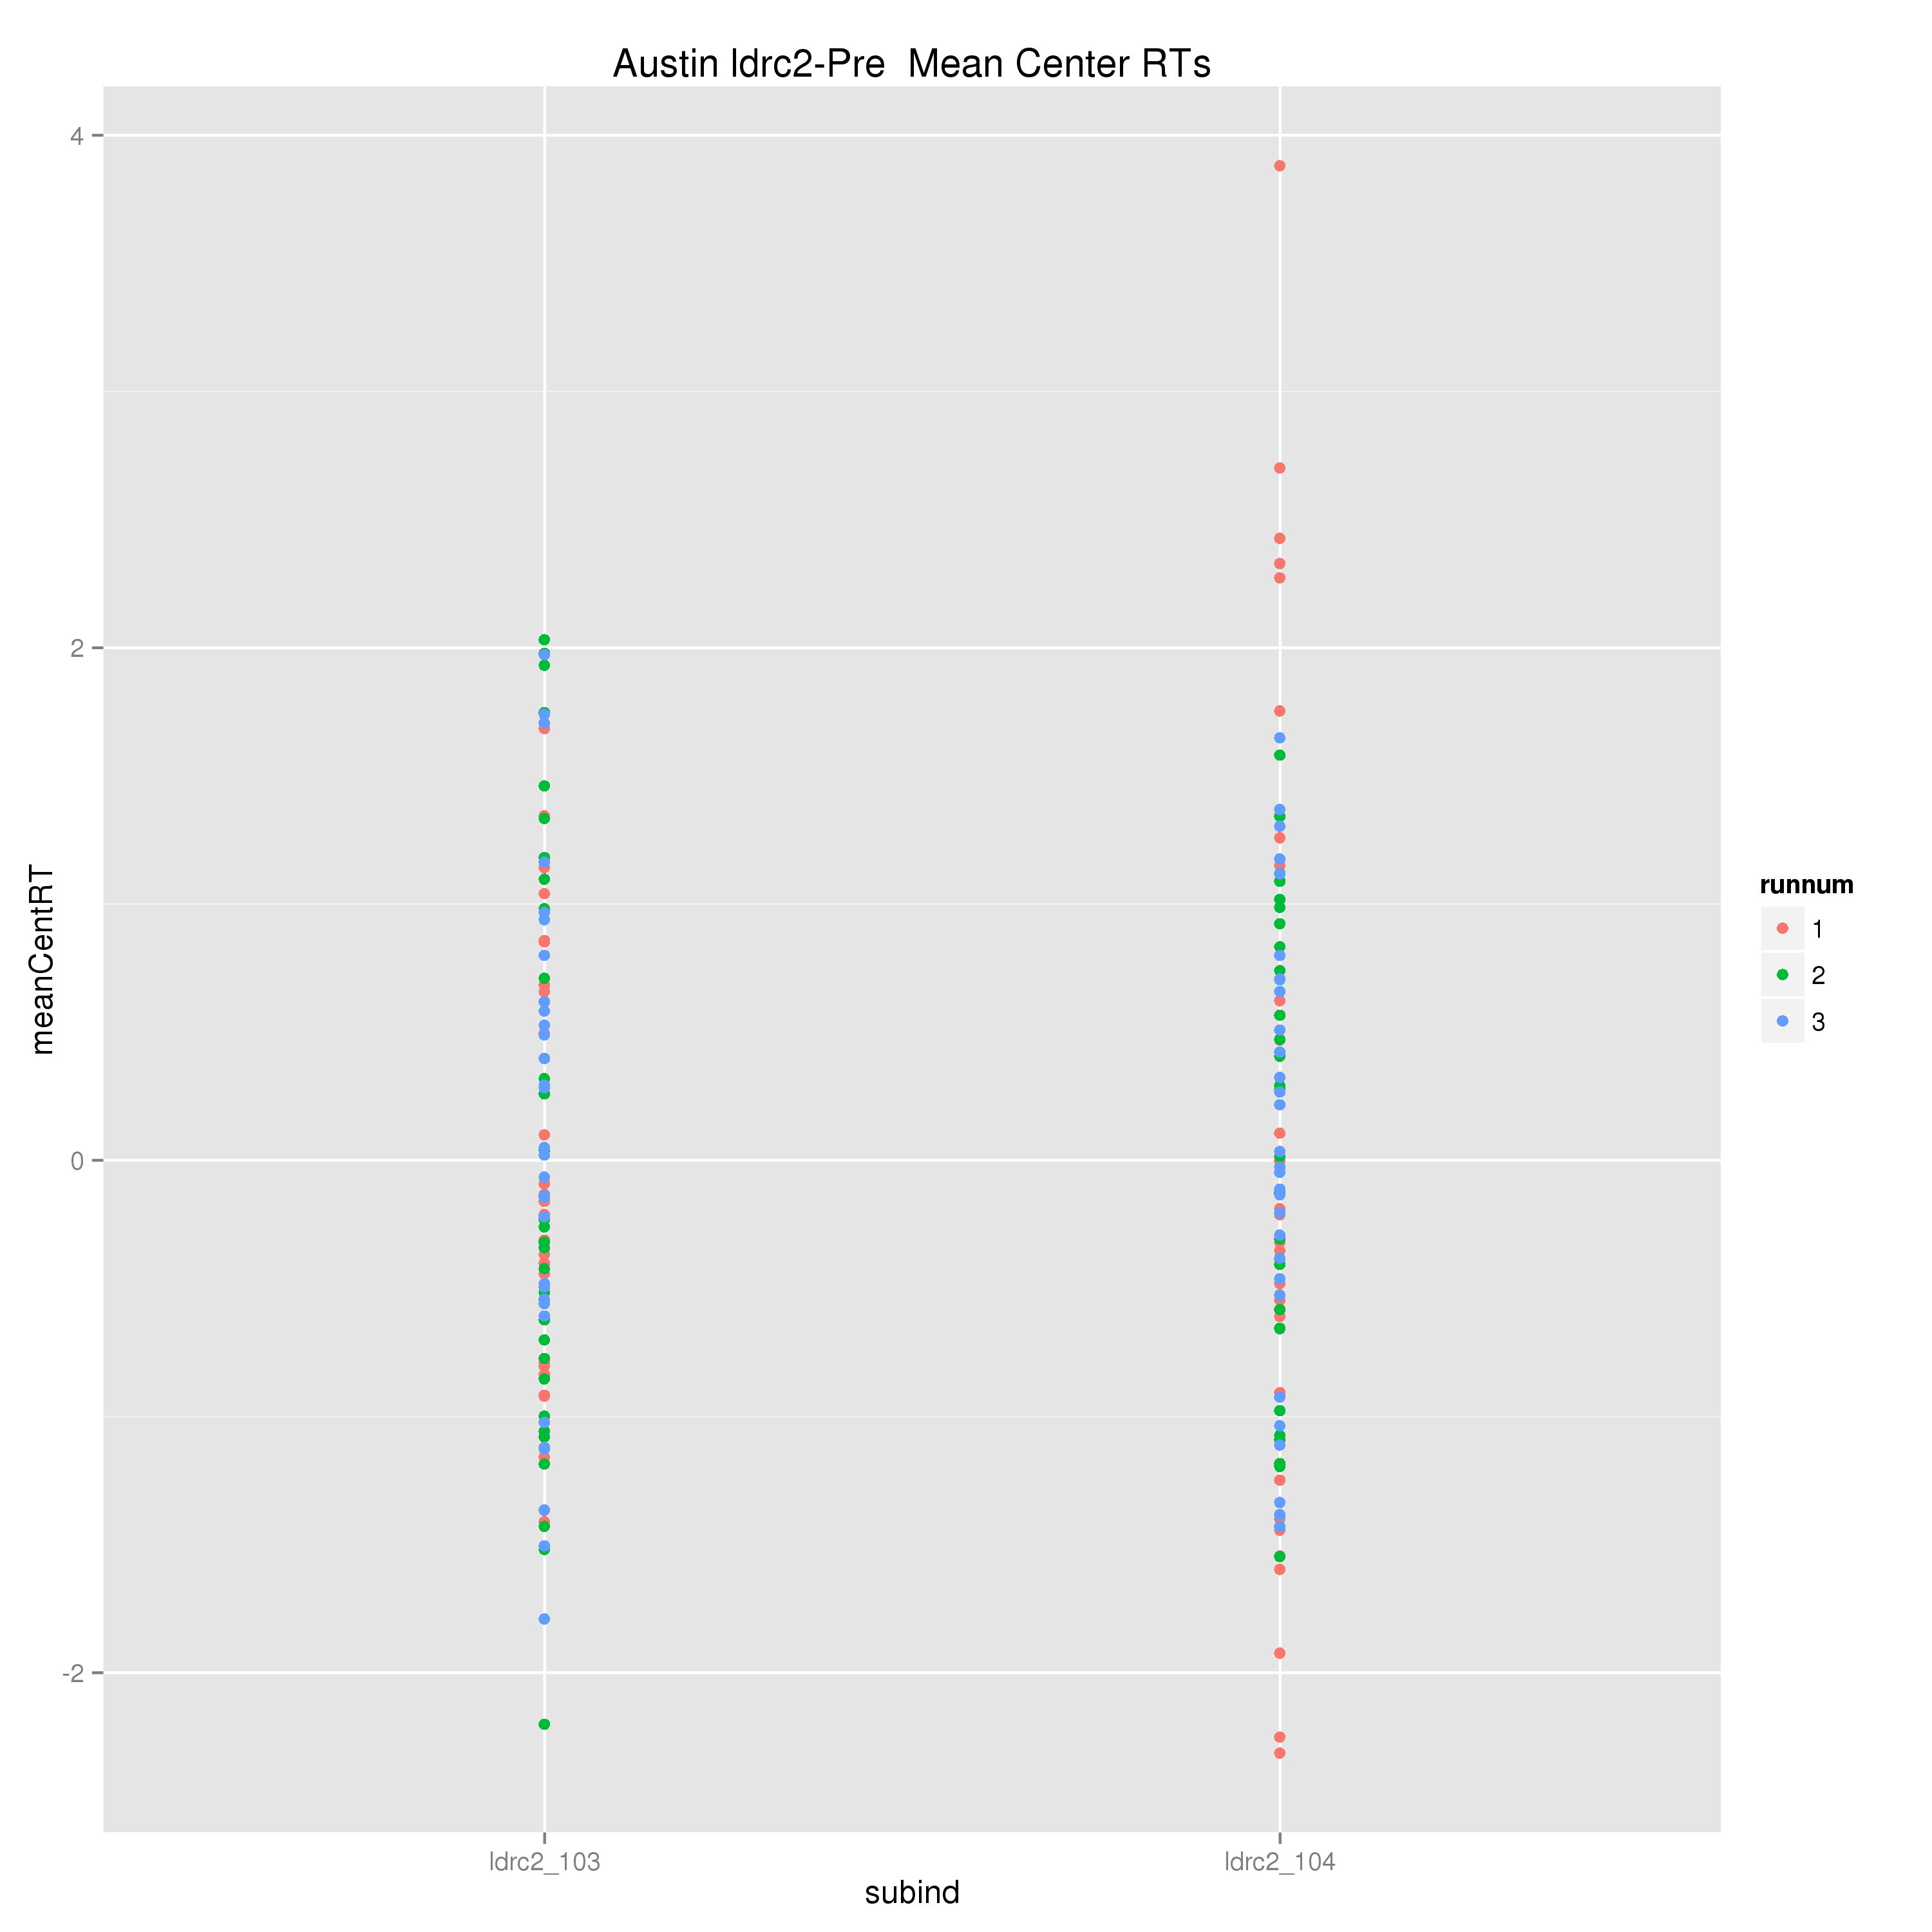 Austin ldrc2-Pre  Mean Center RTs
4
2
0
-2
meanCentRT
ldrc2_103
ldrc2_104
subind
runnum
1
2
3